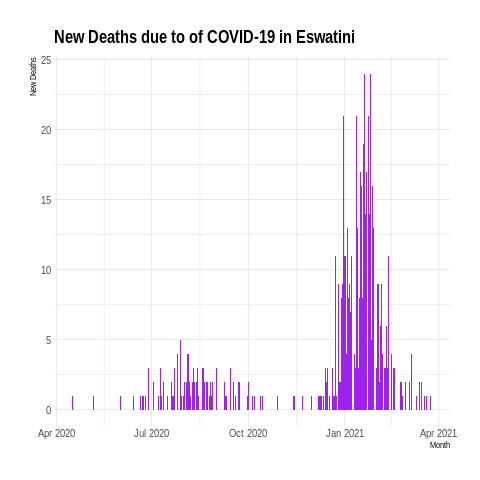 New Deaths due to of COVID-19 in Eswatini
New Deaths
25
20
15
10
5
0
Apr 2020
Jul 2020
Oct 2020
Jan 2021
Apr 2021
Month